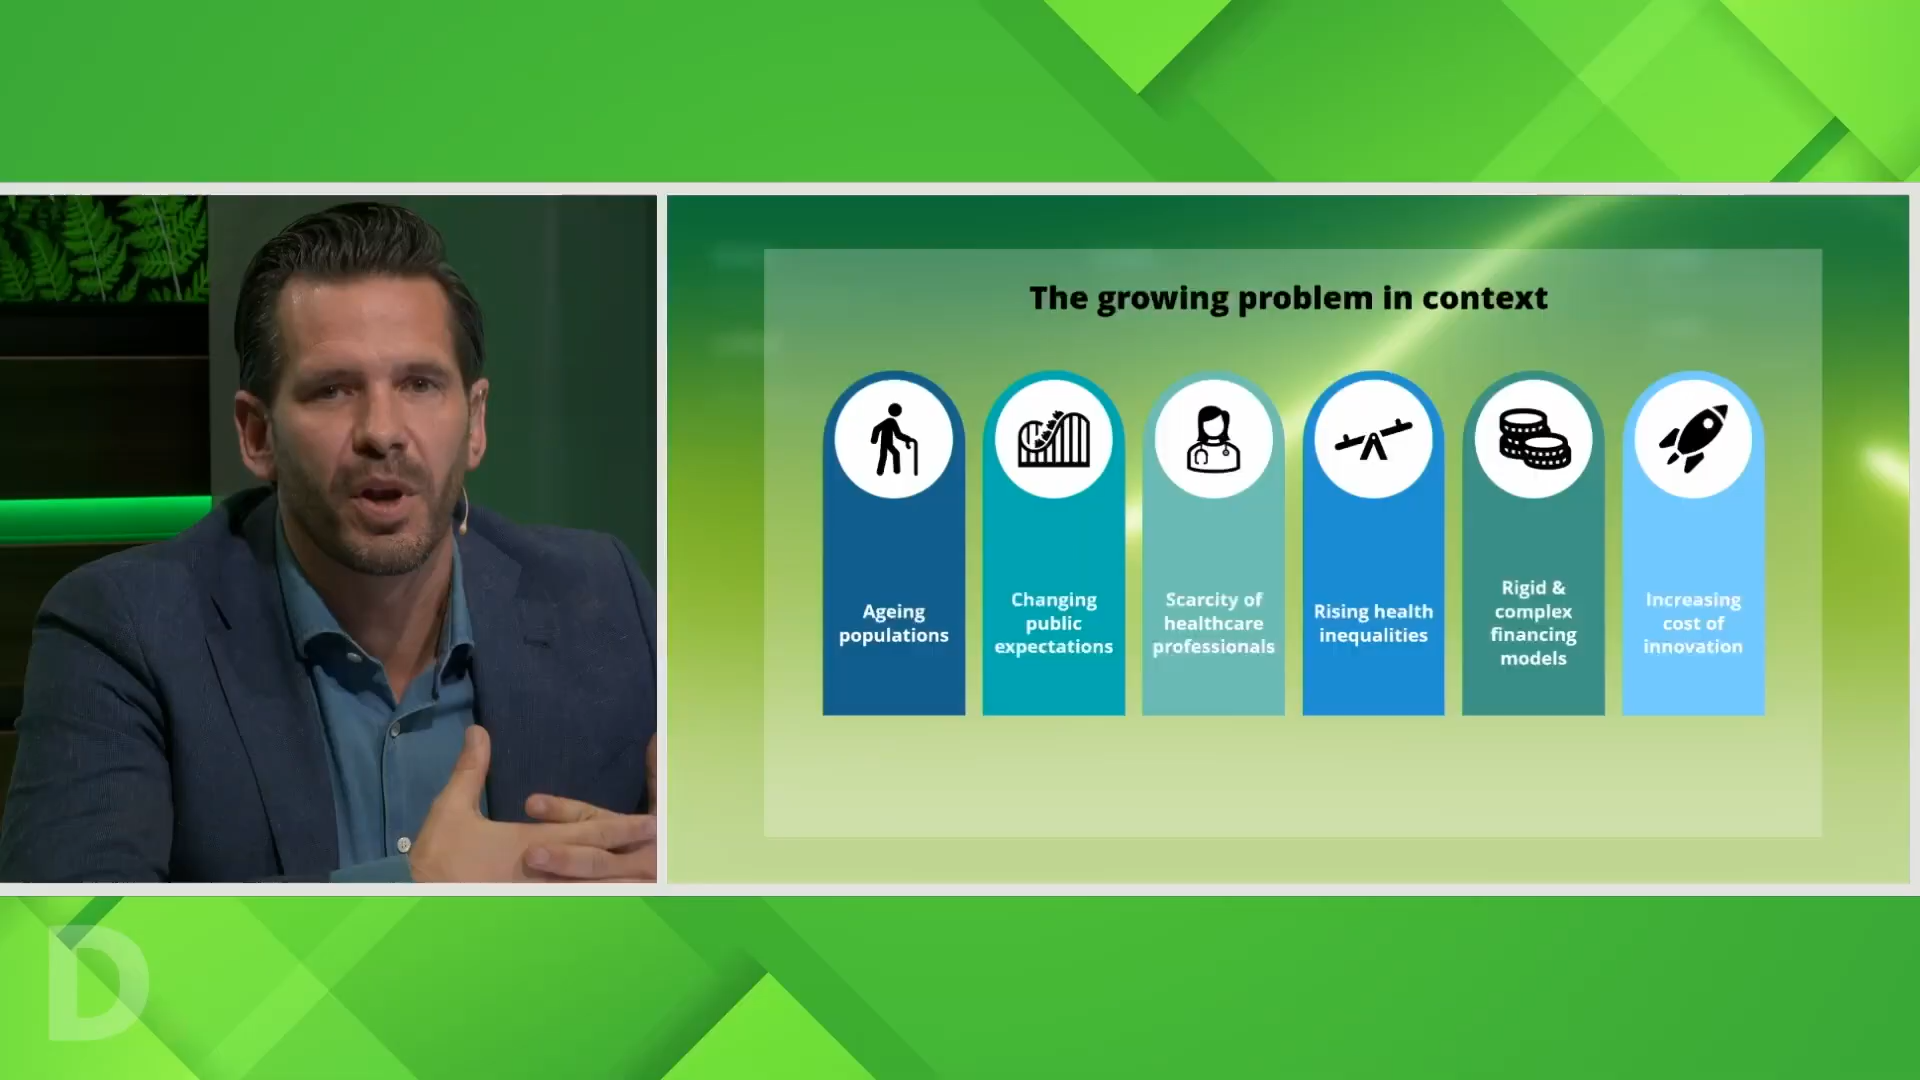 The growing problem in context
Ageing
populations
Changing
public
expectations
Scarcity of
healthcare
professionals
Rising health
inequalities
Rigid &
complex
financing
models
Increasing
cost of
innovation
D